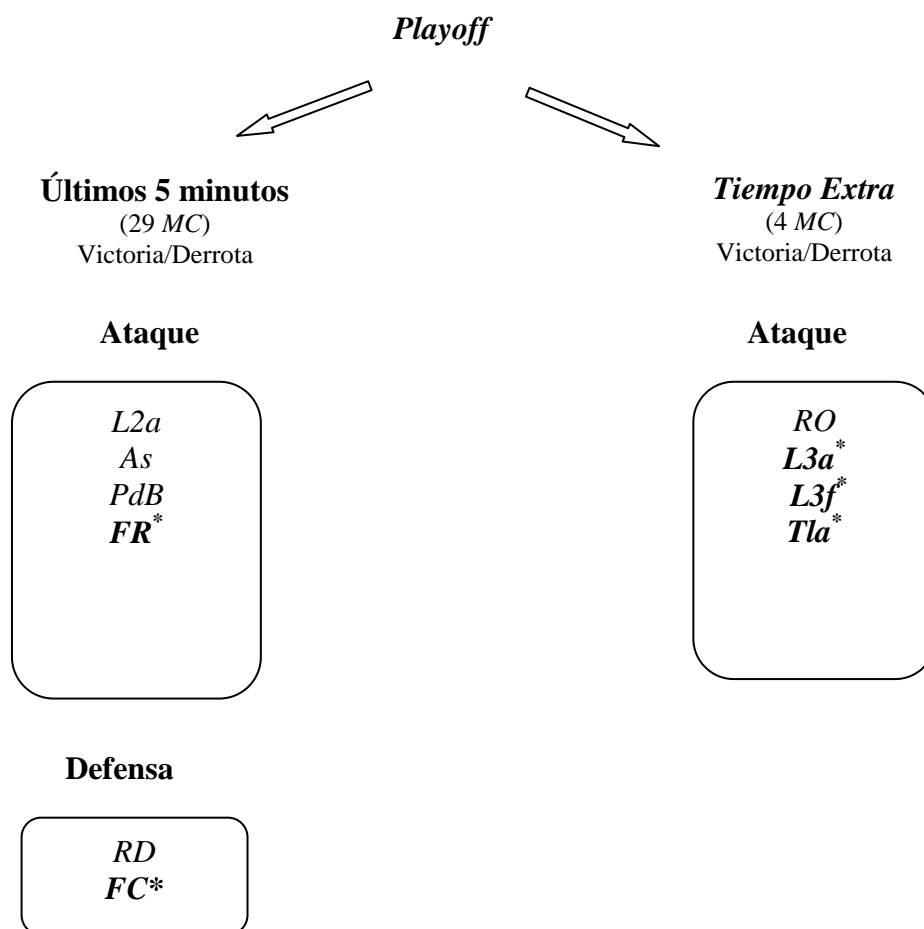 Playoff
Últimos 5 minutos
(29 MC)
Victoria/Derrota
Ataque
L2a
As
PdB
FR*
Defensa
RD
FC*
Tiempo Extra
(4 MC)
Victoria/Derrota
Ataque
RO
L3a*
L3f*
Tla*